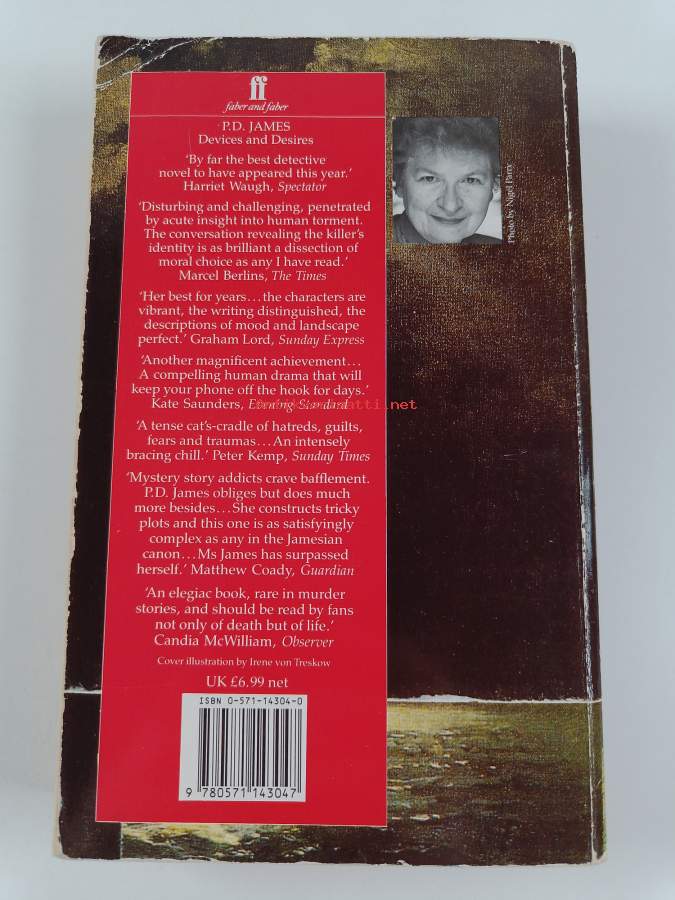 ff
faber and faber
P.D. JAMES
Devices and Desires
‘By far the best detective
novel to have appeared this year.’
Harriet Waugh, Spectator
‘Disturbing and challenging, penetrated
by acute insight into human torment.
The conversation revealing the killer’s
identity is as brilliant a dissection of
moral choice as any I have read.’
Marcel Berlins, The Times
‘Her best for years...the characters are
vibrant, the writing distinguished, the
descriptions of mood and landscape
perfect.’ Graham Lord, Sunday Express
‘Another magnificent achievement...
A compelling human drama that will
keep your phone off the hook for days.’
Kate Saunders, Evening Standard
‘A tense cat’s-cradle of hatreds, guilts,
fears and traumas...An intensely
bracing chill.’ Peter Kemp, Sunday Times
‘Mystery story addicts crave bafflement.
P.D. James obliges but does much
more besides...She constructs tricky
plots and this one is as satisfyingly
complex as any in the Jamesian
canon...Ms James has surpassed
herself.’ Matthew Coady, Guardian
‘An elegiac book, rare in murder
stories, and should be read by fans
not only of death but of life.’
Candia McWilliam, Observer
Cover illustration by Irene von Treskow
UK £6.99 net
ISBN 0-571-14304-0
9 780571 143047
Photo by Nigel Parry